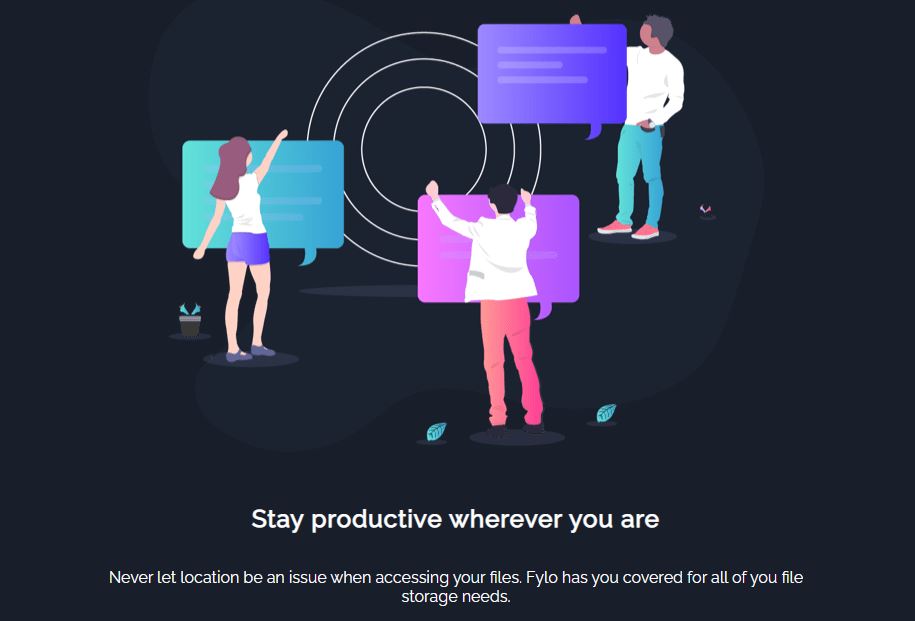 Stay productive wherever you are
Never let location be an issue when accessing your files. Fylo has you covered for all of you file
storage needs.